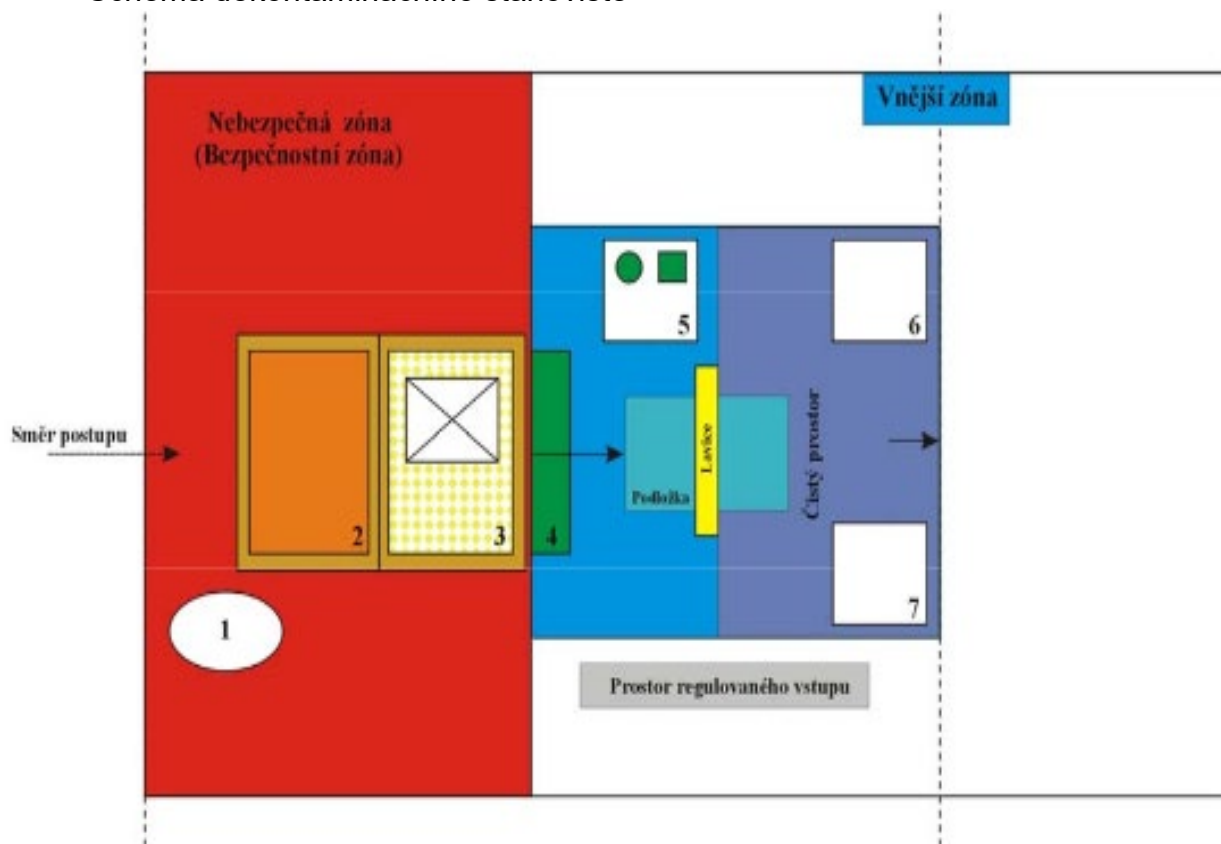 Vnější zóna
Nebezpečná zóna
(Bezpečnostní zóna)
5
6
Směr postupu
2
3
4
Podložka
Lavice
Čistý prostor
1
7
Prostor regulovaného vstupu